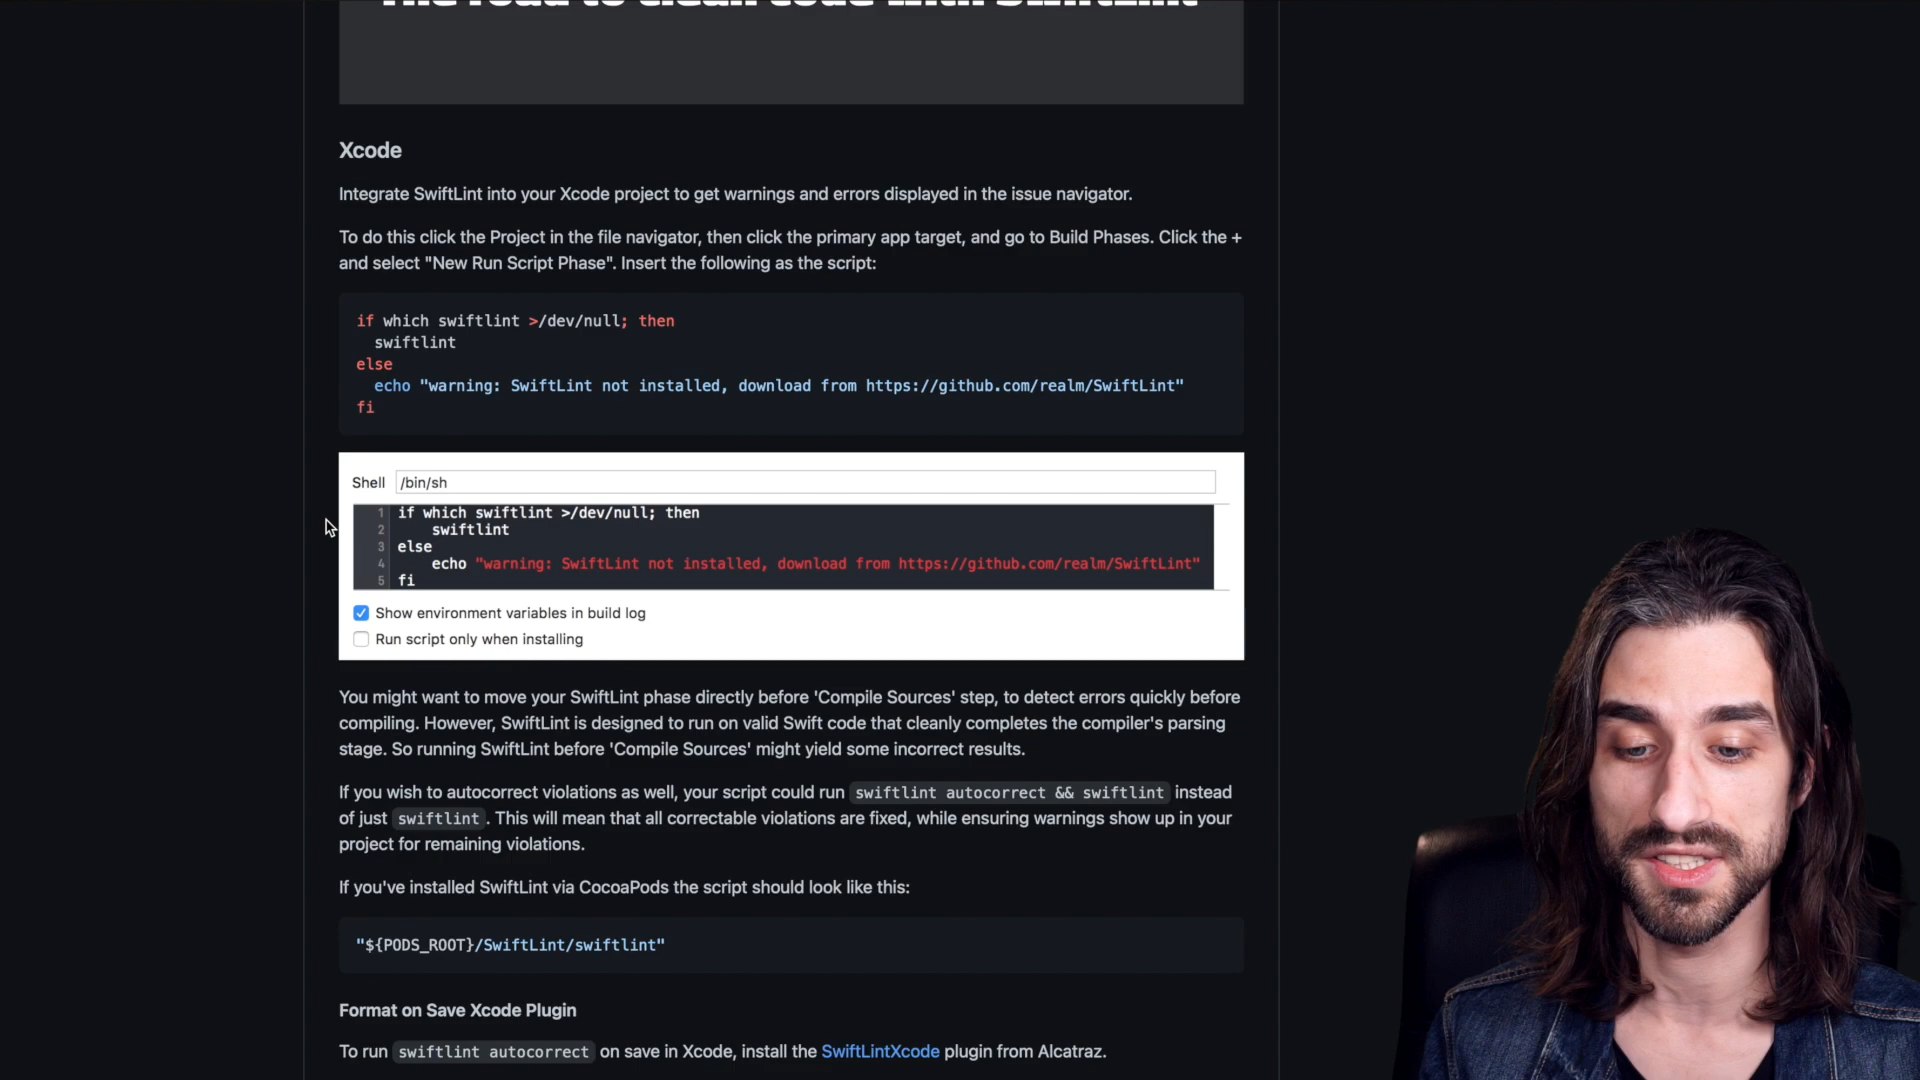 The road to clean code with SwiftLint
Xcode
Integrate SwiftLint into your Xcode project to get warnings and errors displayed in the issue navigator.
To do this click the Project in the file navigator, then click the primary app target, and go to Build Phases. Click the +
and select "New Run Script Phase". Insert the following as the script:
if which swiftlint >/dev/null; then
  swiftlint
else
  echo "warning: SwiftLint not installed, download from https://github.com/realm/SwiftLint"
fi
Shell /bin/sh
1 if which swiftlint >/dev/null; then
2     swiftlint
3 else
4     echo "warning: SwiftLint not installed, download from https://github.com/realm/SwiftLint"
5 fi
Show environment variables in build log
Run script only when installing
You might want to move your SwiftLint phase directly before 'Compile Sources' step, to detect errors quickly before
compiling. However, SwiftLint is designed to run on valid Swift code that cleanly completes the compiler's parsing
stage. So running SwiftLint before 'Compile Sources' might yield some incorrect results.
If you wish to autocorrect violations as well, your script could run swiftlint autocorrect && swiftlint instead
of just swiftlint . This will mean that all correctable violations are fixed, while ensuring warnings show up in your
project for remaining violations.
If you've installed SwiftLint via CocoaPods the script should look like this:
"${PODS_ROOT}/SwiftLint/swiftlint"
Format on Save Xcode Plugin
To run swiftlint autocorrect on save in Xcode, install the SwiftLintXcode plugin from Alcatraz.